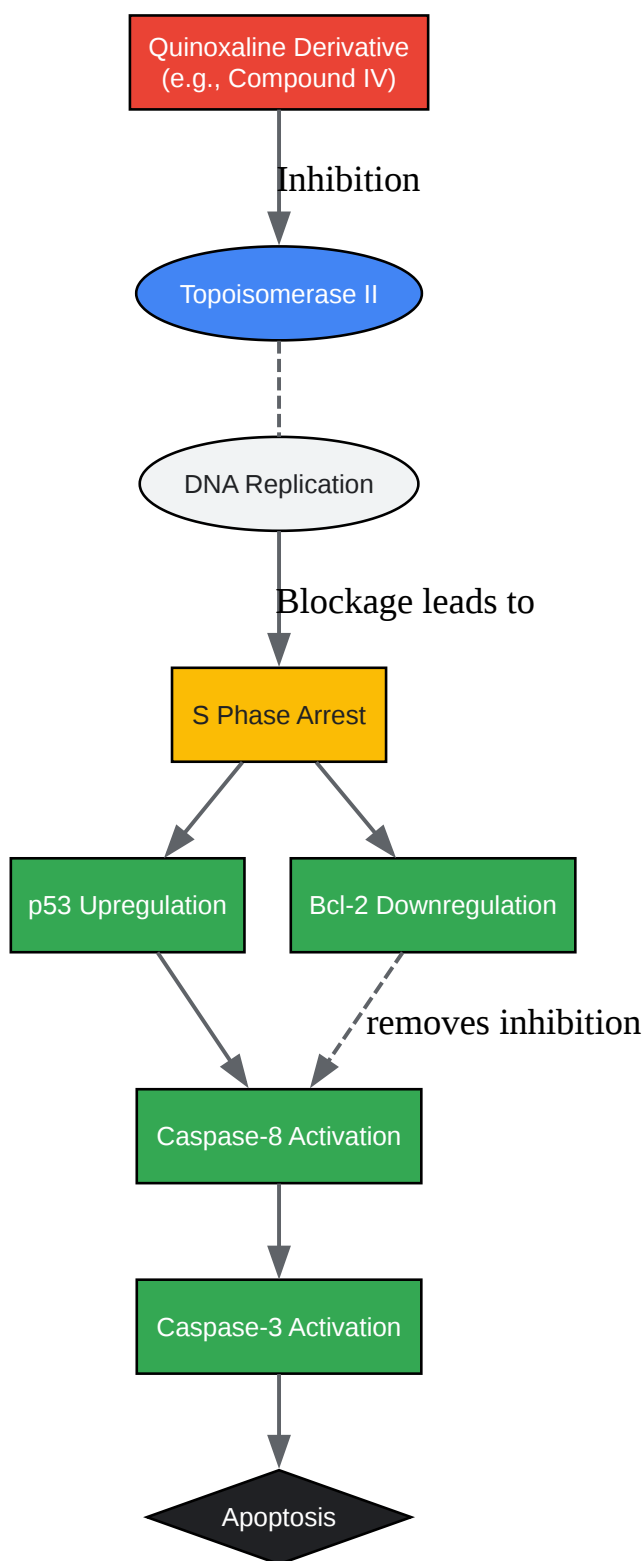 Quinoxaline Derivative
(e.g., Compound IV)
Inhibition
Topoisomerase II
DNA Replication
Blockage leads to
S Phase Arrest
p53 Upregulation
Bcl-2 Downregulation
removes inhibition
Caspase-8 Activation
Caspase-3 Activation
Apoptosis